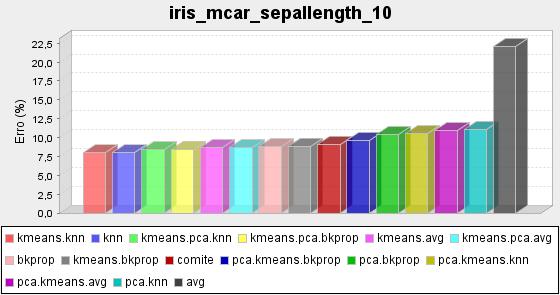 iris_mcar_sepallength_10
22,5
20,0
17,5
15,0
12,5
10,0
7,5
5,0
2,5
0,0
Erro (%)
kmeans.knn knn kmeans.pca.knn kmeans.pca.bkprop kmeans.avg kmeans.pca.avg
bkprop kmeans.bkprop comite pca.kmeans.bkprop pca.bkprop pca.kmeans.knn
pca.kmeans.avg pca.knn avg